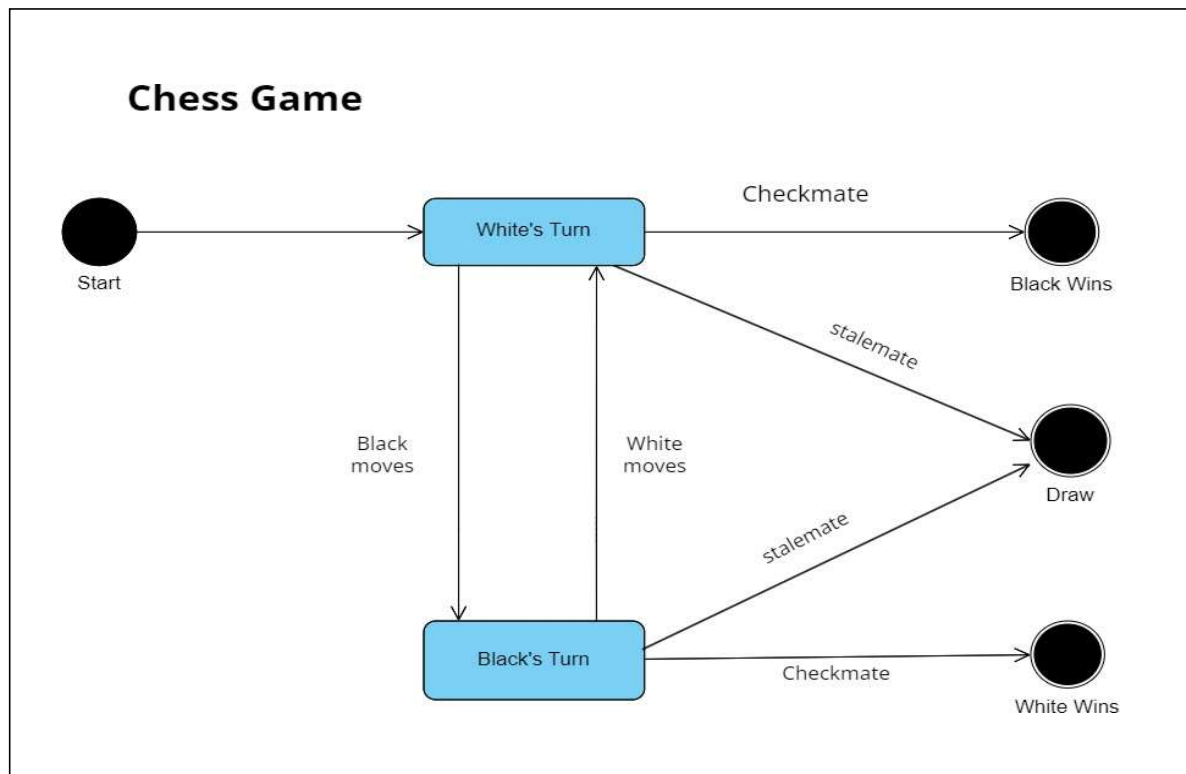 Chess Game
Checkmate
White's Turn
Start
Black Wins
stalemate
Black
moves
White
moves
Draw
stalemate
Black's Turn
Checkmate
White Wins